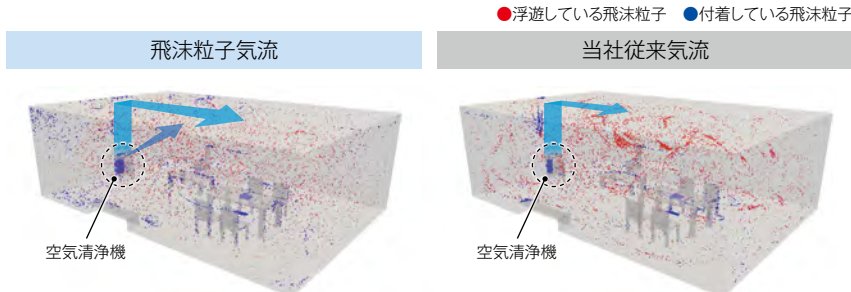 ●浮遊している飛沫粒子 ●付着している飛沫粒子
飛沫粒子気流
当社従来気流
空気清浄機
空気清浄機